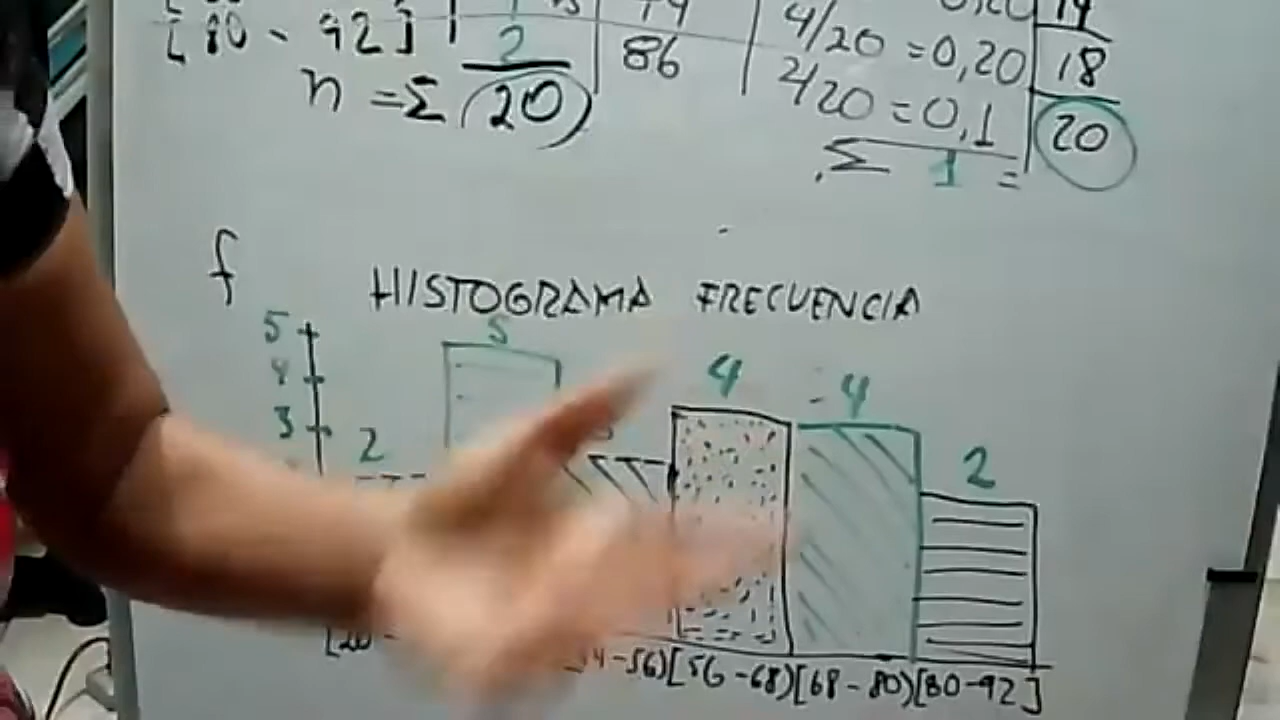 14
[80 - 92] 2 86 4/20 = 0,20 18
n = Σ 20 2/20 = 0,1 20
Σ 1 =
f
HISTOGRAMA FRECUENCIA
5 5
4 4 4
3 2 2
[56-68) [68-80) [80-92]